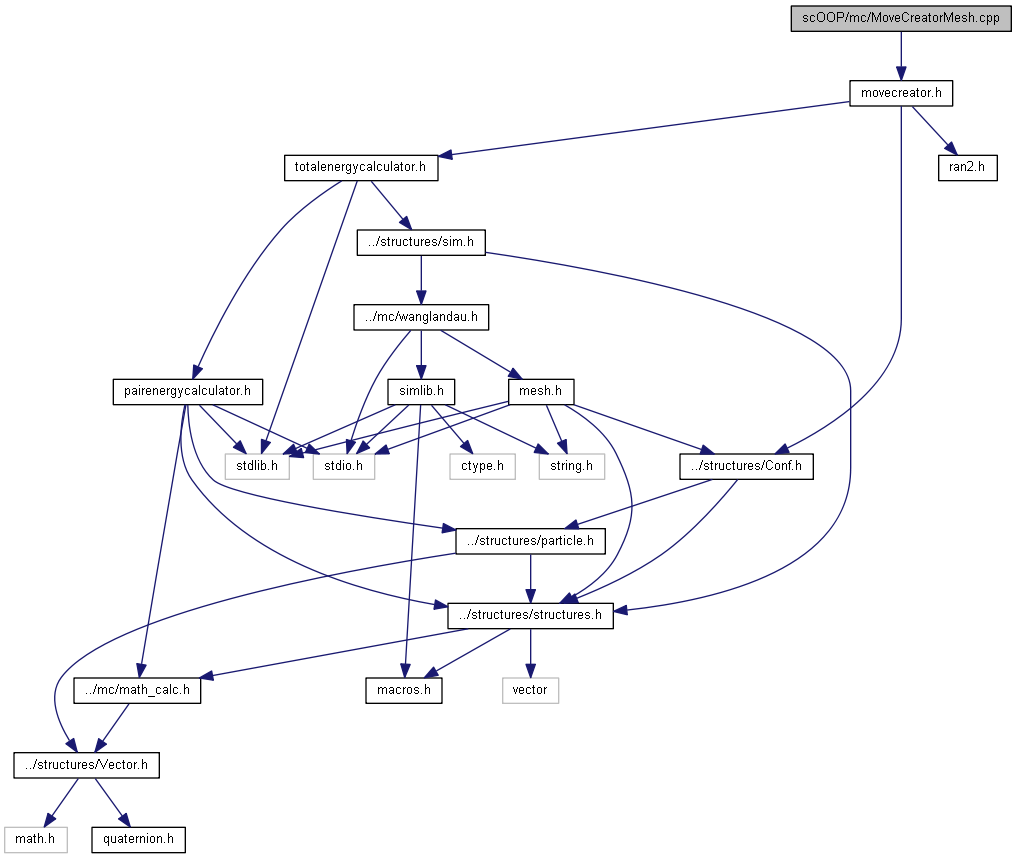 scOOP/mc/MoveCreatorMesh.cpp
movecreator.h
totalenergycalculator.h
ran2.h
../structures/sim.h
../mc/wanglandau.h
pairenergycalculator.h
simlib.h
mesh.h
stdlib.h
stdio.h
ctype.h
string.h
../structures/Conf.h
../structures/particle.h
../structures/structures.h
../mc/math_calc.h
macros.h
vector
../structures/Vector.h
math.h
quaternion.h